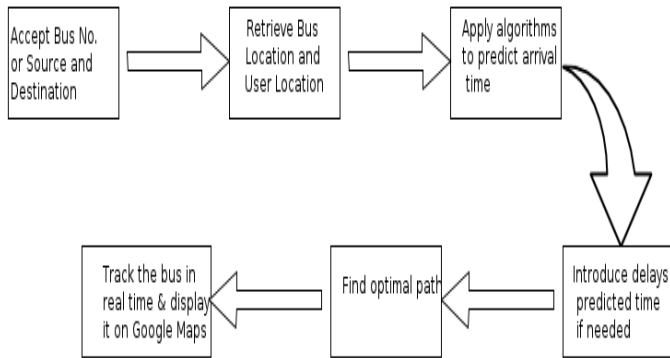 Accept Bus No.
or Source and
Destination
Retrieve Bus
Location and
User Location
Apply algorithms
to predict arrival
time
Introduce delays
predicted time
if needed
Find optimal path
Track the bus in
real time & display
it on Google Maps